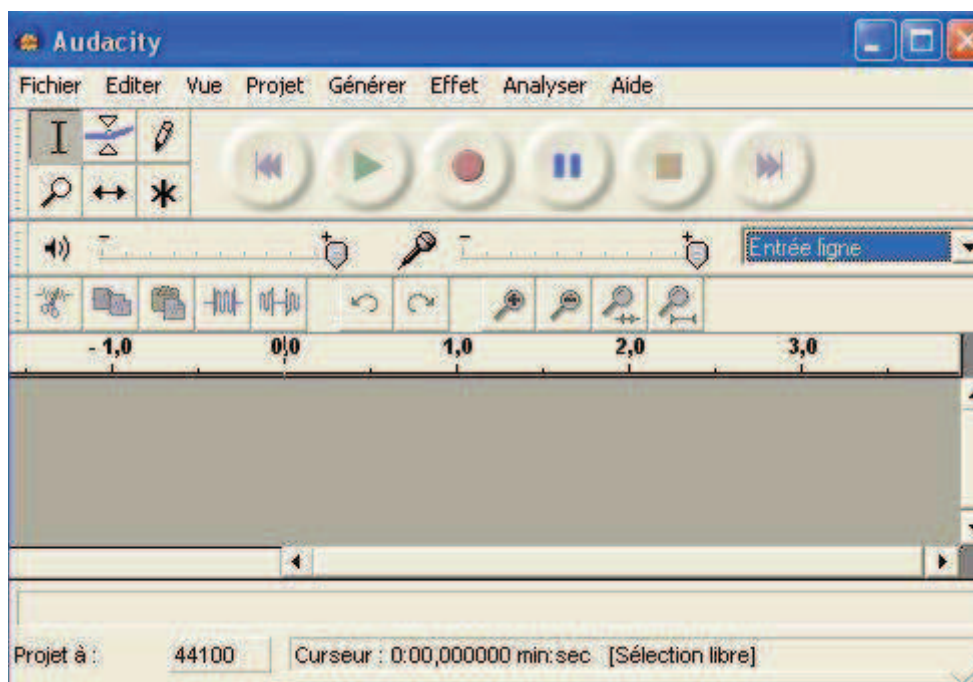 Audacity
Fichier Editer Vue Projet Générer Effet Analyser Aide
Entrée ligne
- 1,0 0,0 1,0 2,0 3,0
Projet à : 44100 Curseur : 0:00,000000 min:sec [Sélection libre]